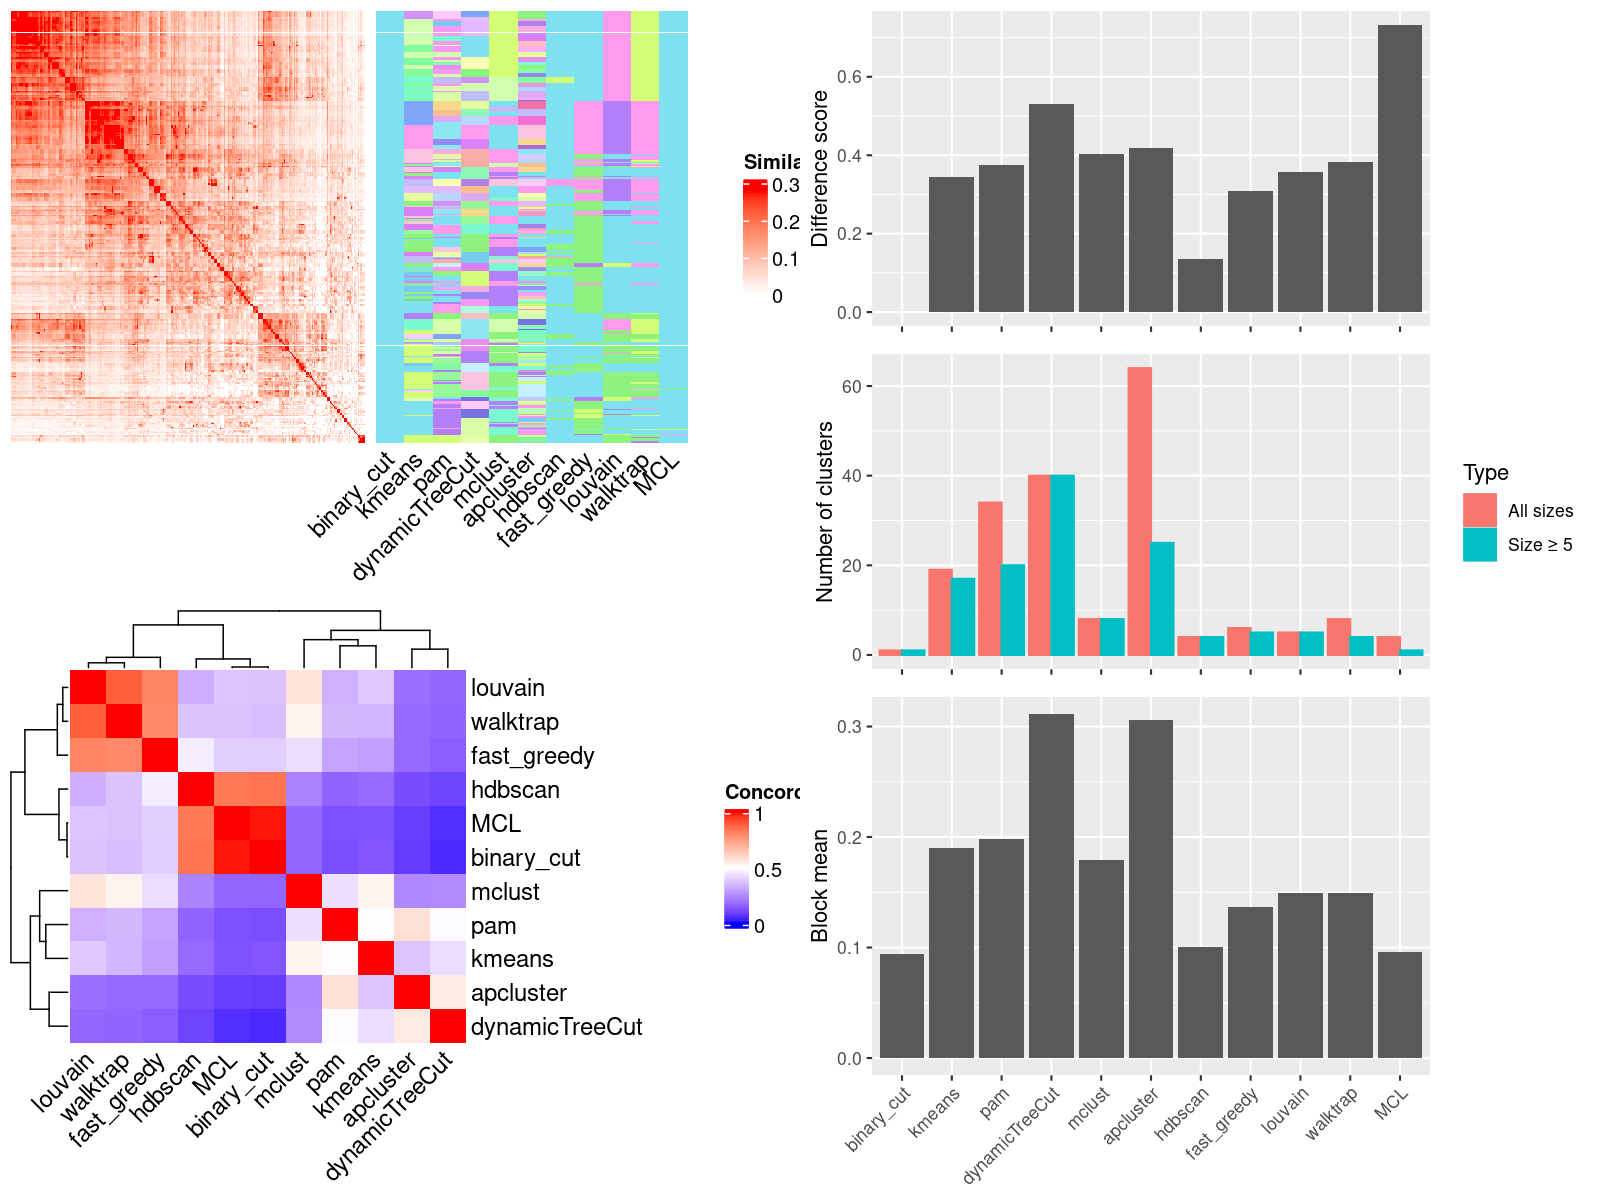 Simila
0.3
0.2
0.1
0
binary_cut
kmeans
pam
dynamicTreeCut
mclust
apcluster
hdbscan
fast_greedy
louvain
walktrap
MCL
louvain
walktrap
fast_greedy
hdbscan
MCL
binary_cut
mclust
pam
kmeans
apcluster
dynamicTreeCut
louvain
walktrap
fast_greedy
hdbscan
MCL
binary_cut
mclust
pam
kmeans
apcluster
dynamicTreeCut
Concord
1
0.5
0
Difference score
0.6
0.4
0.2
0.0
Number of clusters
60
40
20
0
Type
All sizes
Size ≥ 5
Block mean
0.3
0.2
0.1
0.0
binary_cut
kmeans
pam
dynamicTreeCut
mclust
apcluster
hdbscan
fast_greedy
louvain
walktrap
MCL